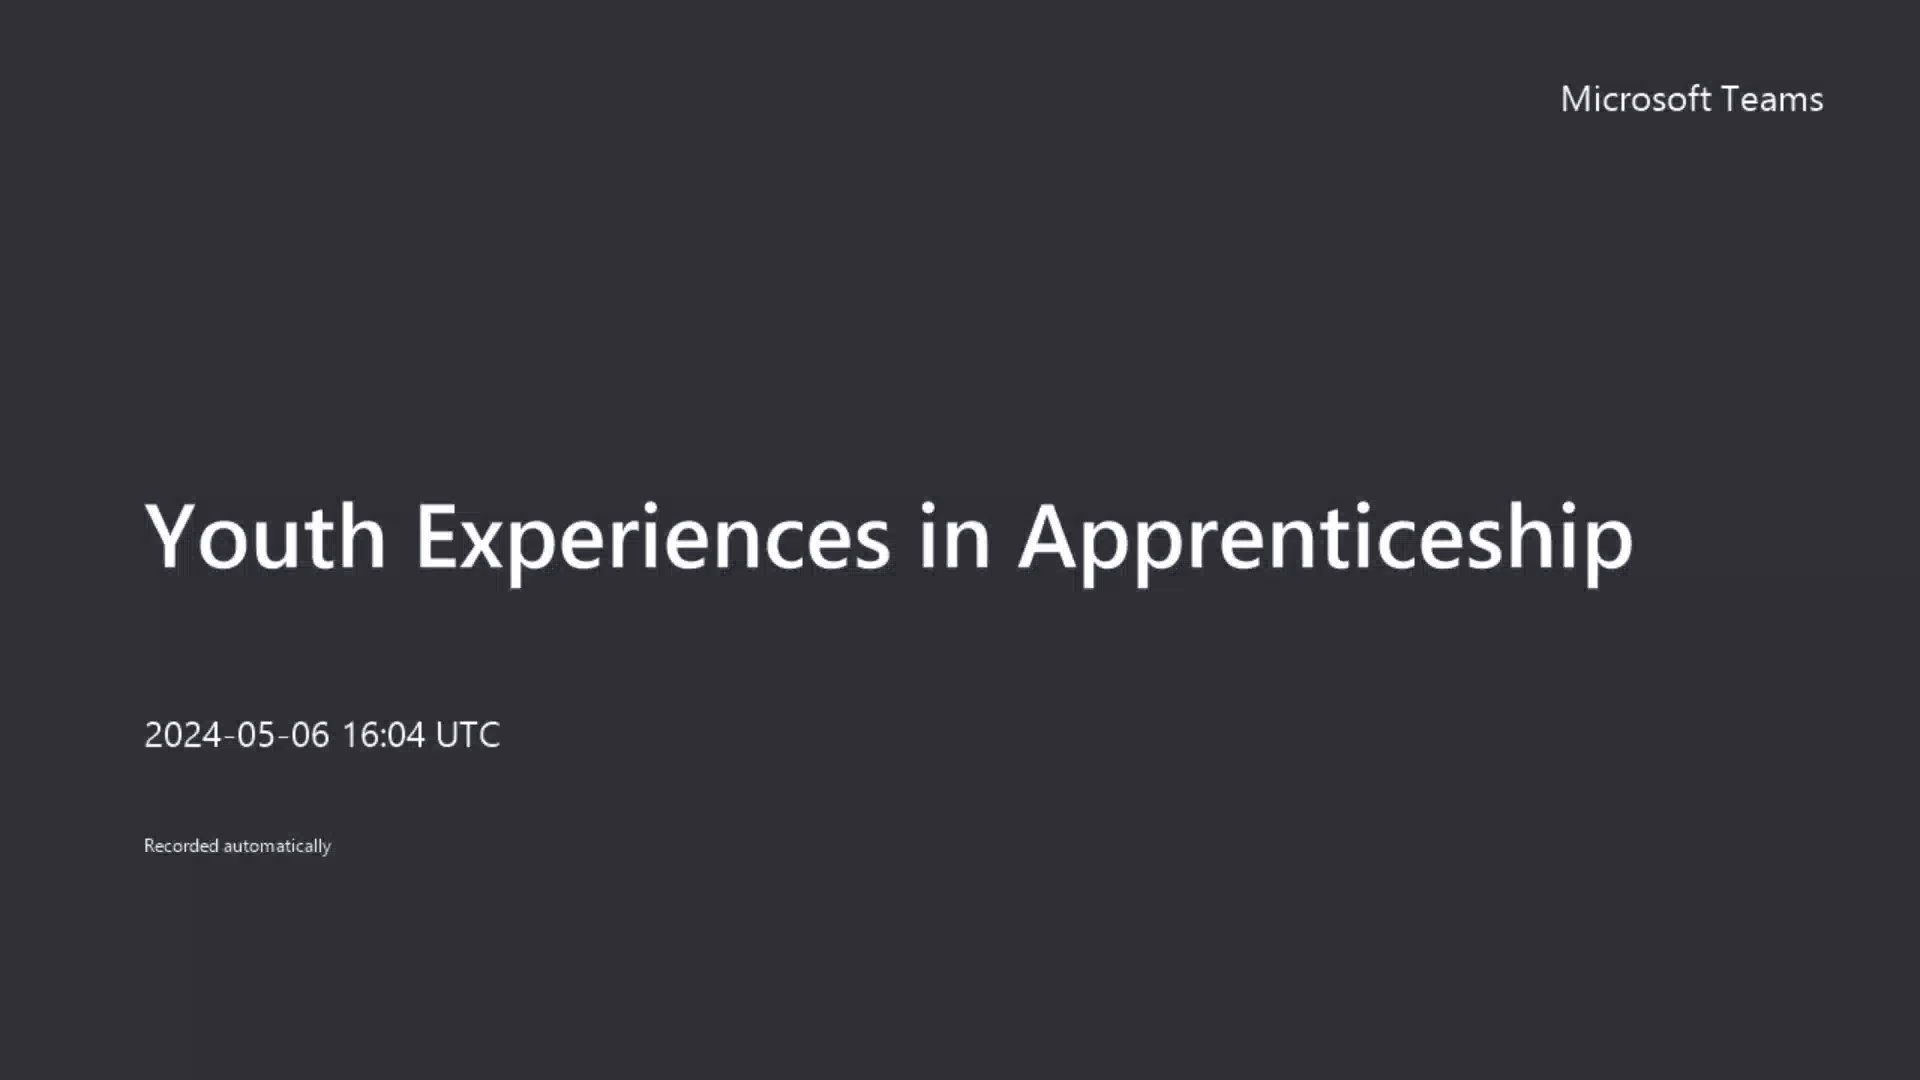 Microsoft Teams
Youth Experiences in Apprenticeship
2024-05-06 16:04 UTC
Recorded automatically